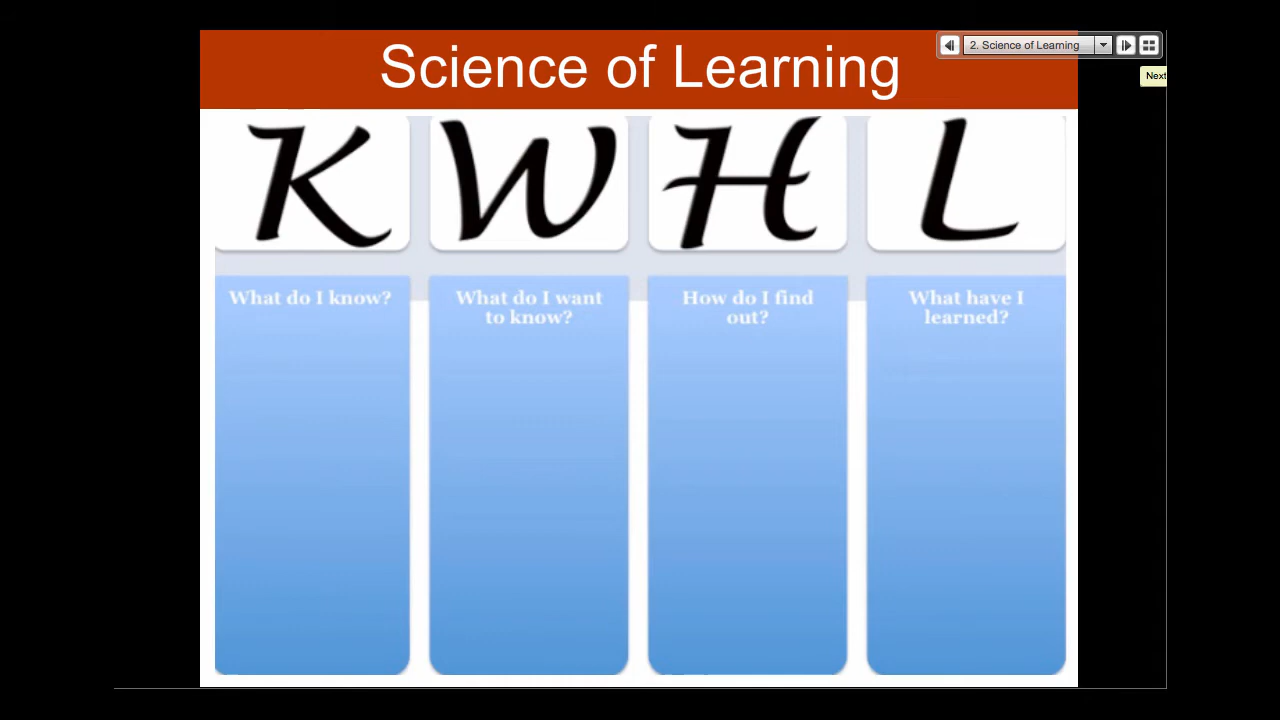 Science of Learning
2. Science of Learning
Next
K W H L
What do I know?
What do I want
to know?
How do I find
out?
What have I
learned?